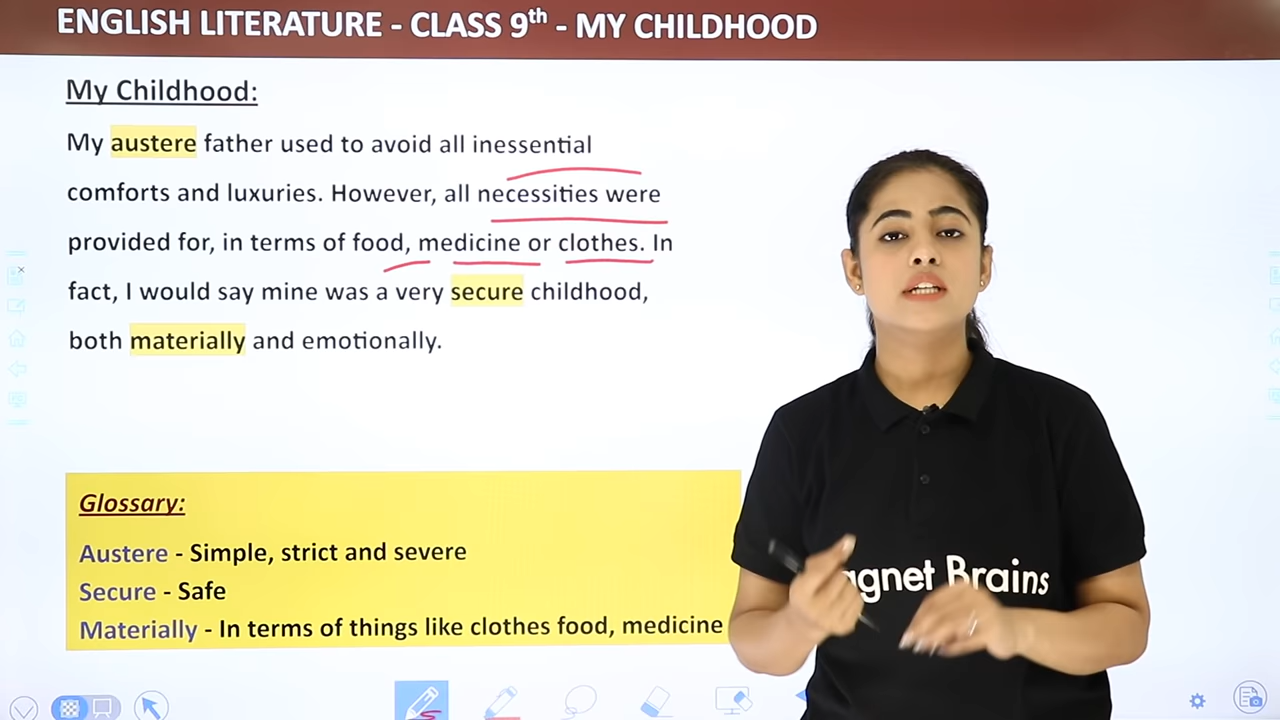 ENGLISH LITERATURE - CLASS 9th - MY CHILDHOOD
My Childhood:
My austere father used to avoid all inessential
comforts and luxuries. However, all necessities were
provided for, in terms of food, medicine or clothes. In
fact, I would say mine was a very secure childhood,
both materially and emotionally.
Glossary:
Austere - Simple, strict and severe
Secure - Safe
Materially - In terms of things like clothes food, medicine
agnet Brains